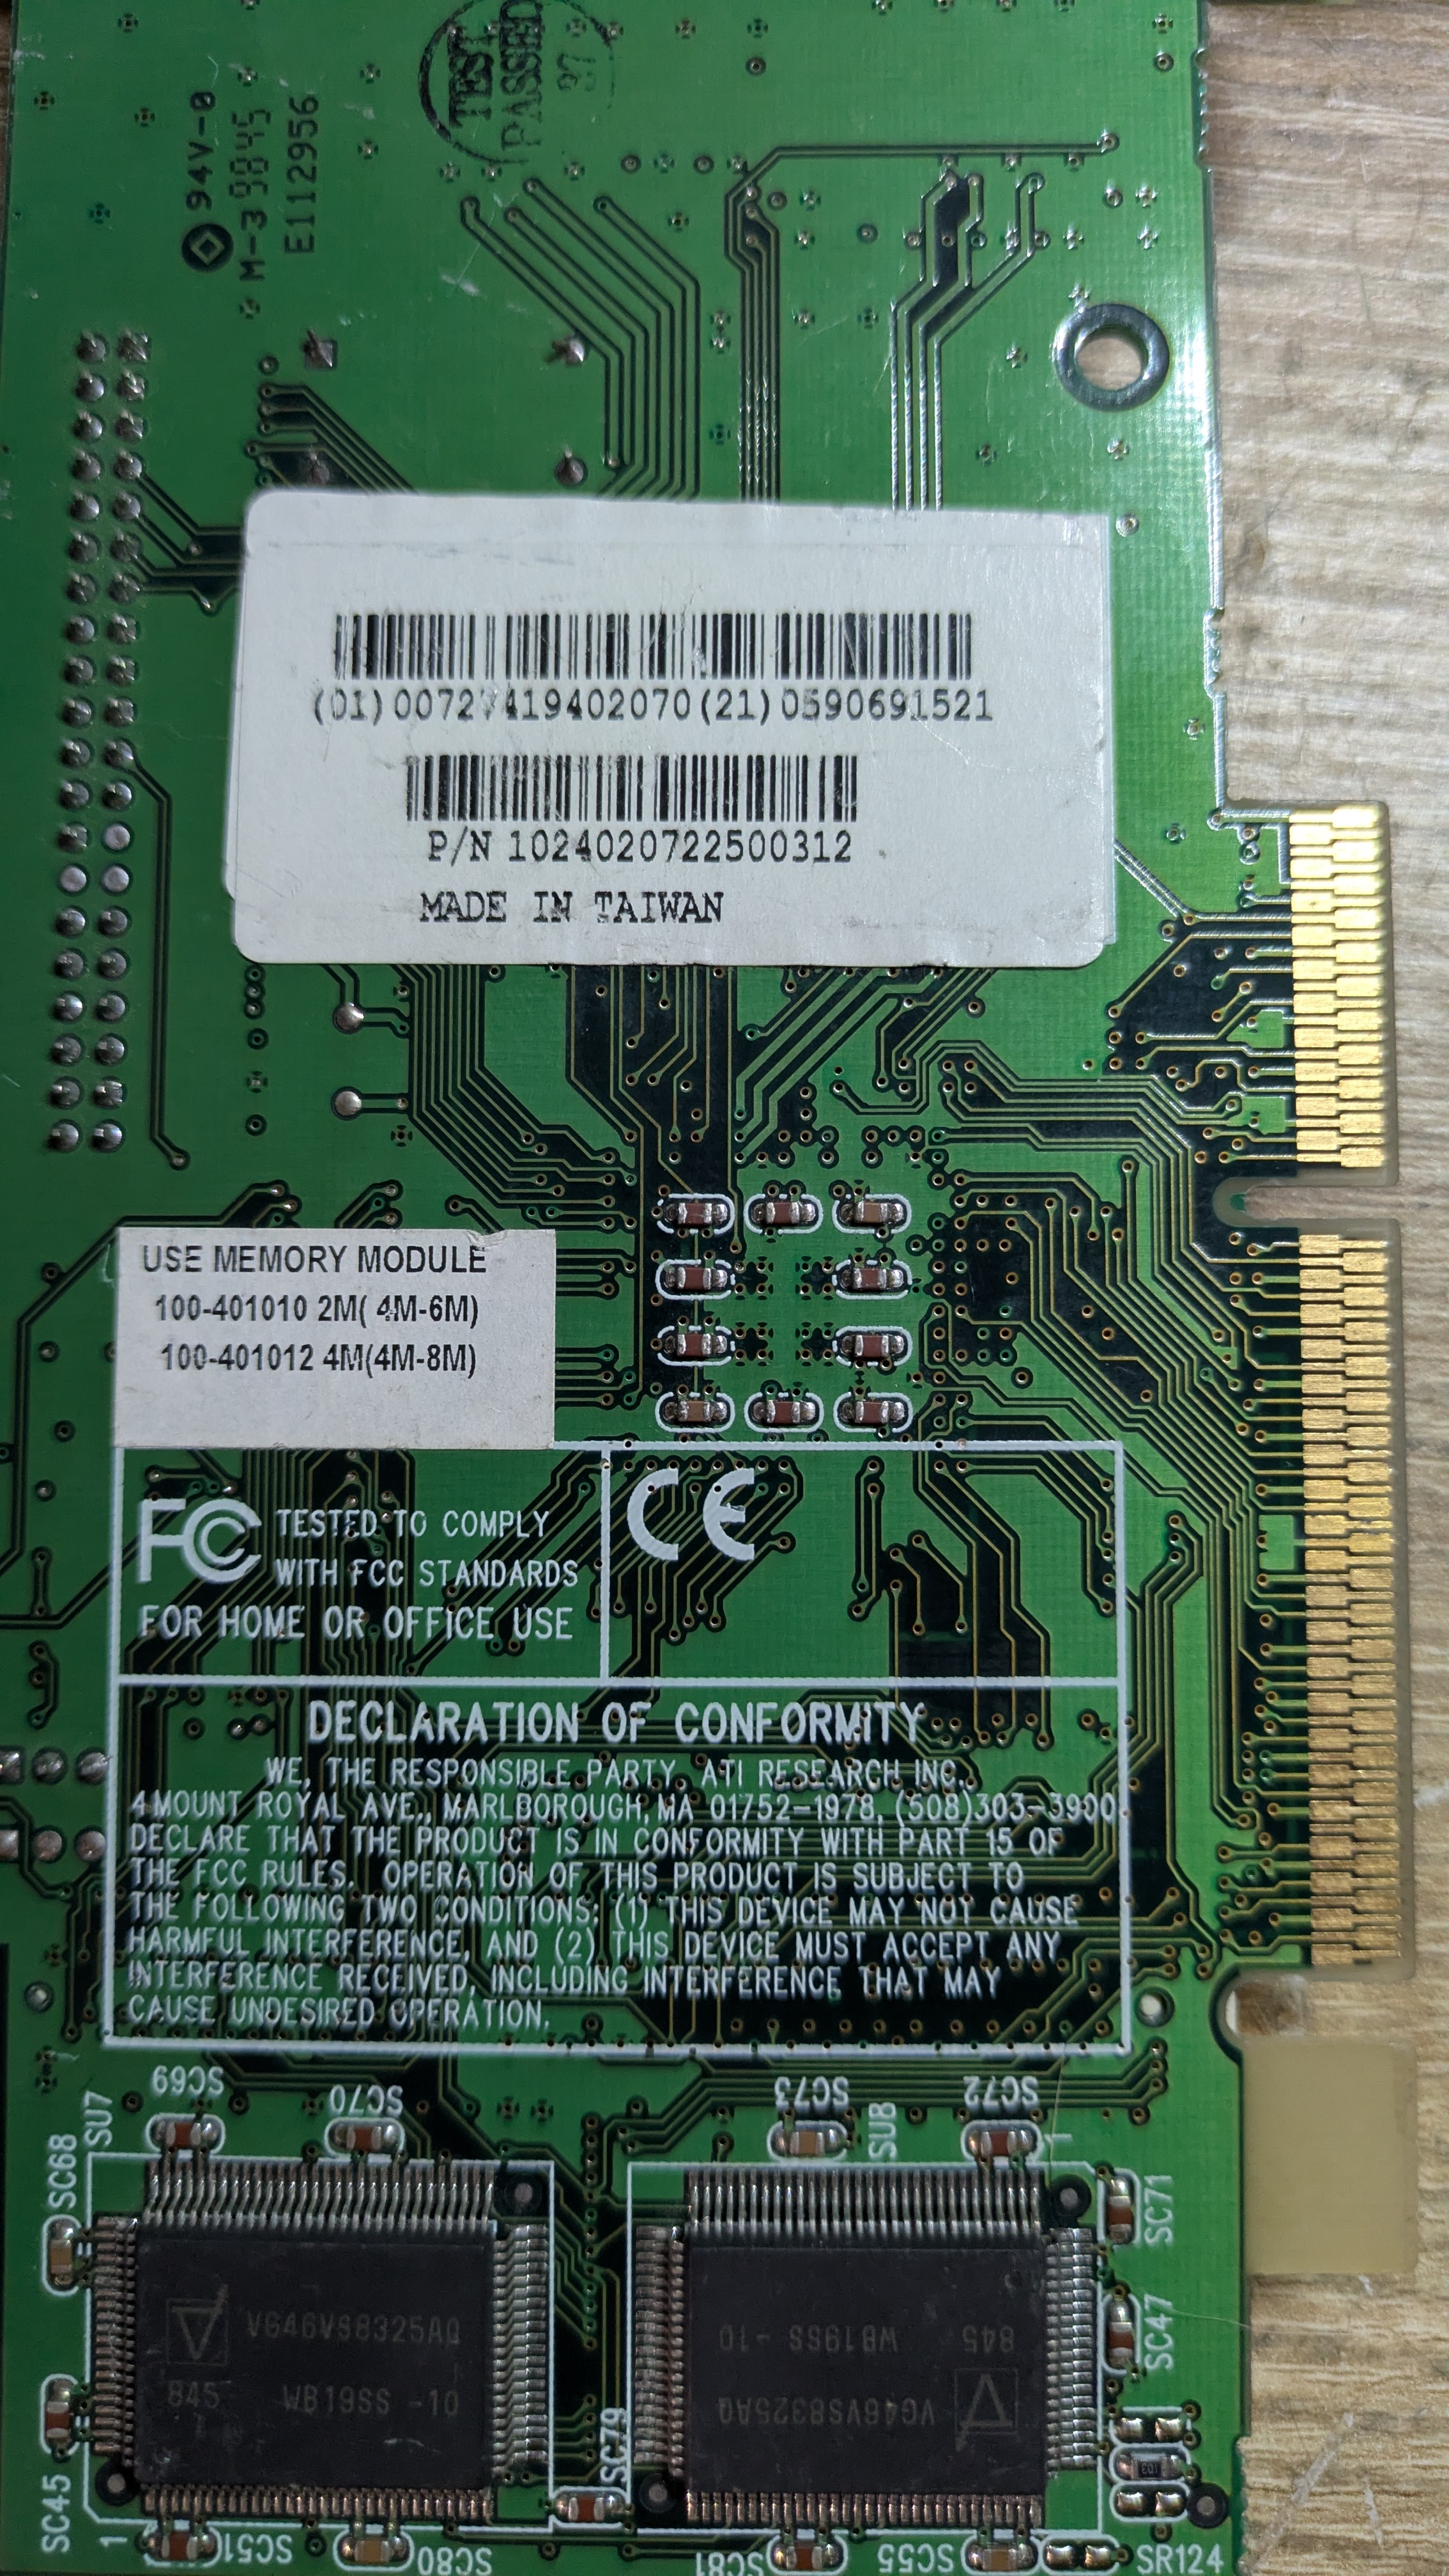 TEST
PASSED
94V-0
M-3 9845
E112956
(01)00727419402070(21)0590691521
P/N 1024020722500312
MADE IN TAIWAN
USE MEMORY MODULE
100-401010 2M( 4M-6M)
100-401012 4M(4M-8M)
FC TESTED TO COMPLY
WITH FCC STANDARDS
FOR HOME OR OFFICE USE
CE
DECLARATION OF CONFORMITY
WE, THE RESPONSIBLE PARTY ATI RESEARCH INC.,
4 MOUNT ROYAL AVE., MARLBOROUGH, MA 01752-1978, (508)303-3900
DECLARE THAT THE PRODUCT IS IN CONFORMITY WITH PART 15 OF
THE FCC RULES. OPERATION OF THIS PRODUCT IS SUBJECT TO
THE FOLLOWING TWO CONDITIONS: (1) THIS DEVICE MAY NOT CAUSE
HARMFUL INTERFERENCE, AND (2) THIS DEVICE MUST ACCEPT ANY
INTERFERENCE RECEIVED, INCLUDING INTERFERENCE THAT MAY
CAUSE UNDESIRED OPERATION.
SC69
SC70
SC73
SC72
SU7
SU8
1
SC68
SC71
VG46VS8325AQ
845 WB19SS -10
VG46VS8325AQ
845 WB19SS -10
SC47
SC79
103
SC45
1
SC51
SC80
SC81
SC55
SR124